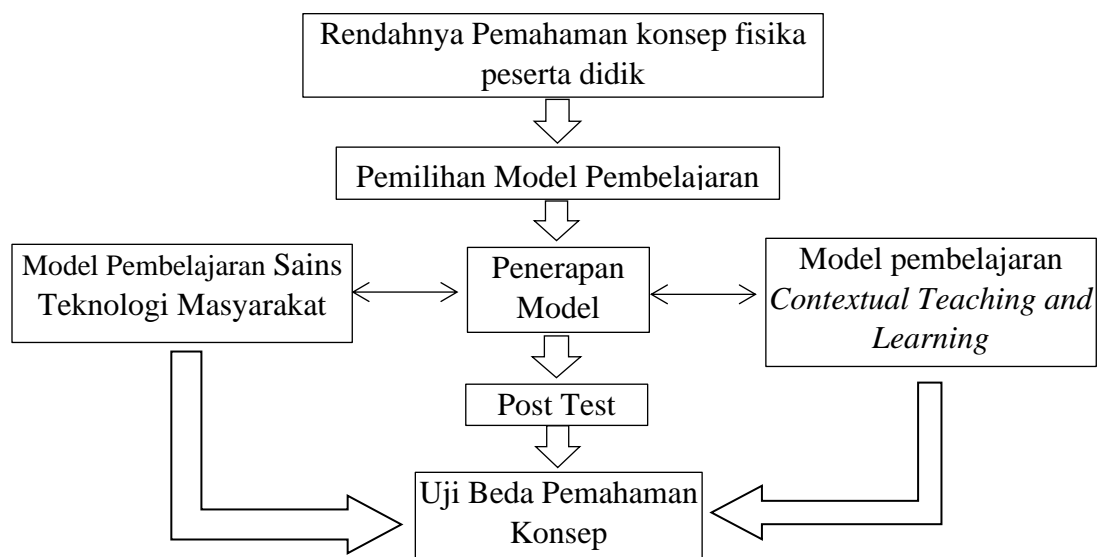 Rendahnya Pemahaman konsep fisika
peserta didik
Pemilihan Model Pembelajaran
Model Pembelajaran Sains
Teknologi Masyarakat
Penerapan
Model
Model pembelajaran
Contextual Teaching and
Learning
Post Test
Uji Beda Pemahaman
Konsep